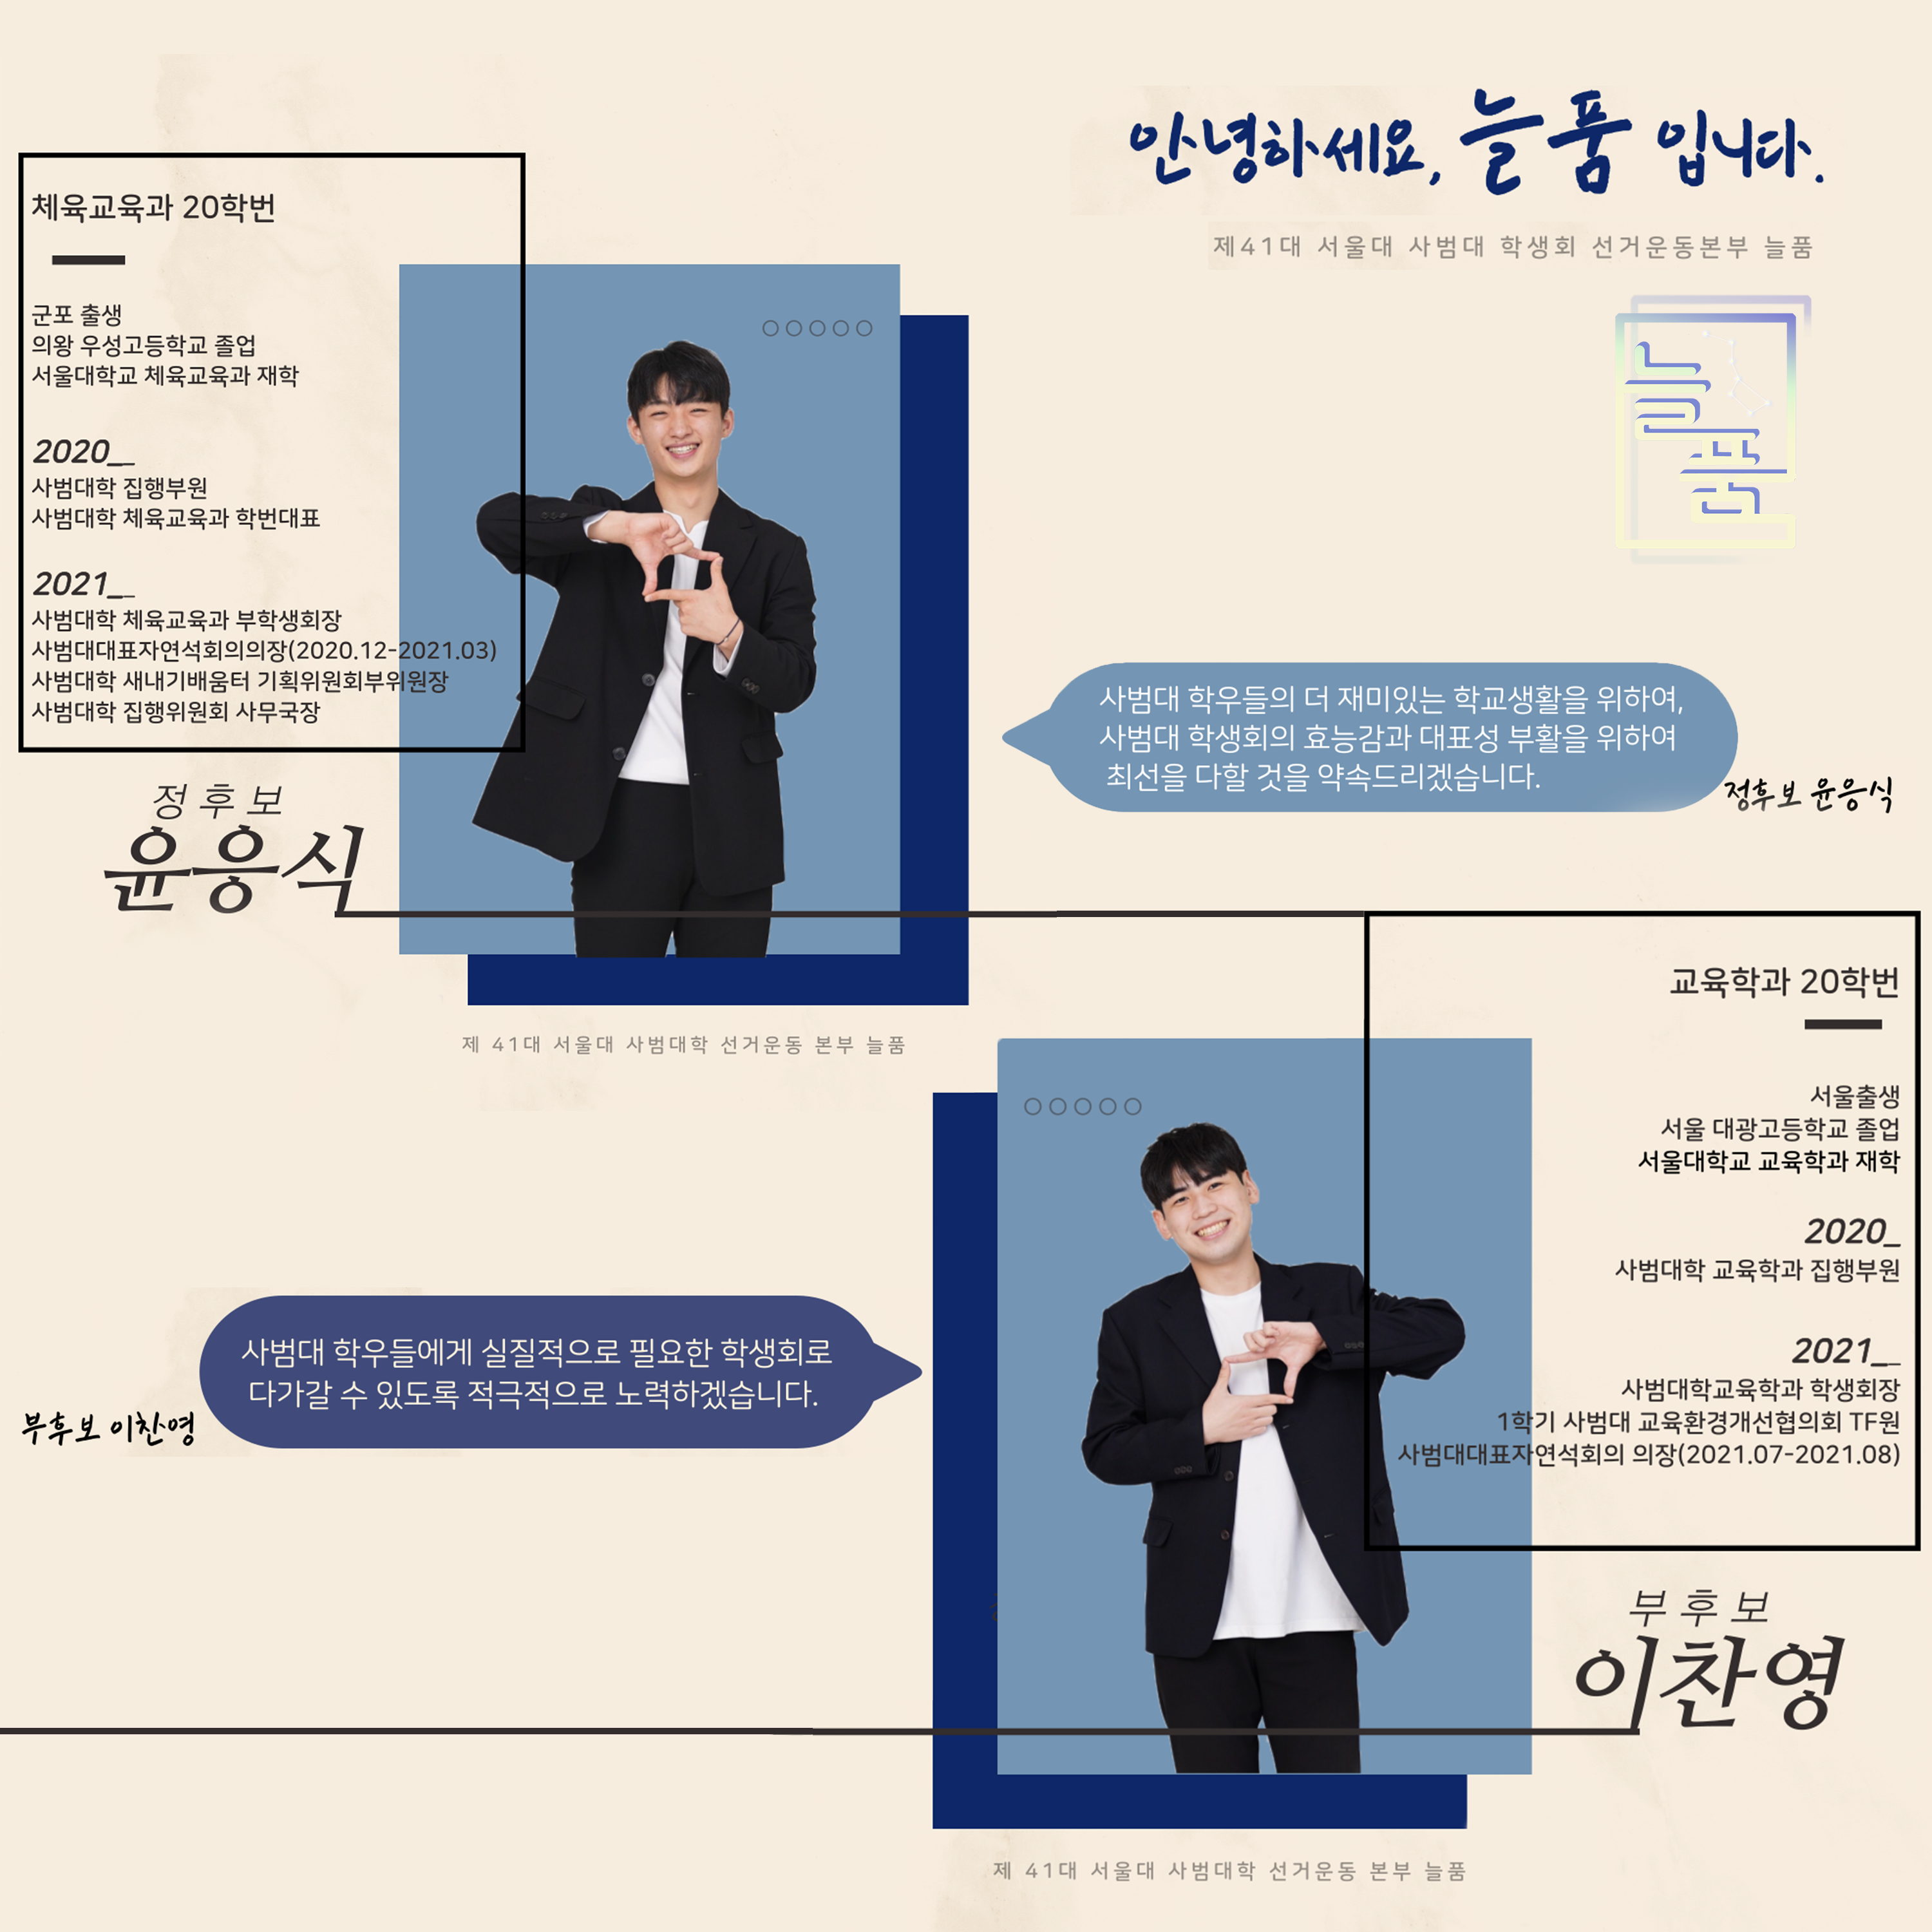 안녕하세요, 늘품 입니다.
제41대 서울대 사범대 학생회 선거운동본부 늘품
늘품
체육교육과 20학번
군포 출생
의왕 우성고등학교 졸업
서울대학교 체육교육과 재학
2020__
사범대학 집행부원
사범대학 체육교육과 학번대표
2021__
사범대학 체육교육과 부학생회장
사범대대표자연석회의의장(2020.12-2021.03)
사범대학 새내기배움터 기획위원회부위원장
사범대학 집행위원회 사무국장
정후보
윤응식
사범대 학우들의 더 재미있는 학교생활을 위하여,
사범대 학생회의 효능감과 대표성 부활을 위하여
최선을 다할 것을 약속드리겠습니다.
정후보 윤응식
제 41대 서울대 사범대학 선거운동 본부 늘품
교육학과 20학번
서울출생
서울 대광고등학교 졸업
서울대학교 교육학과 재학
2020_
사범대학 교육학과 집행부원
2021__
사범대학교육학과 학생회장
1학기 사범대 교육환경개선협의회 TF원
사범대대표자연석회의 의장(2021.07-2021.08)
부후보
이찬영
사범대 학우들에게 실질적으로 필요한 학생회로
다가갈 수 있도록 적극적으로 노력하겠습니다.
부후보 이찬영
제 41대 서울대 사범대학 선거운동 본부 늘품